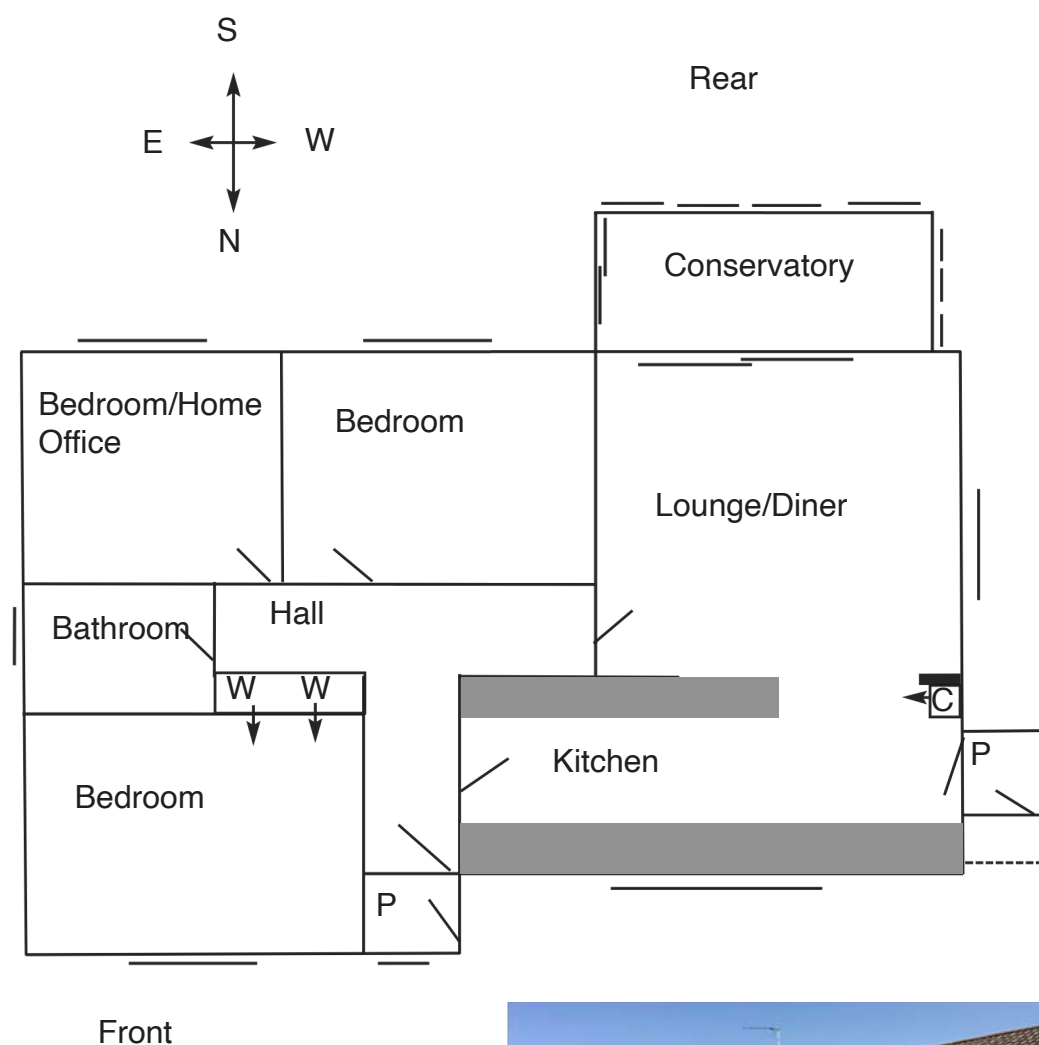 S
Rear
E
W
N
Conservatory
Bedroom/Home
Office
Bedroom
Lounge/Diner
Hall
Bathroom
W
W
C
Kitchen
P
Bedroom
P
Front